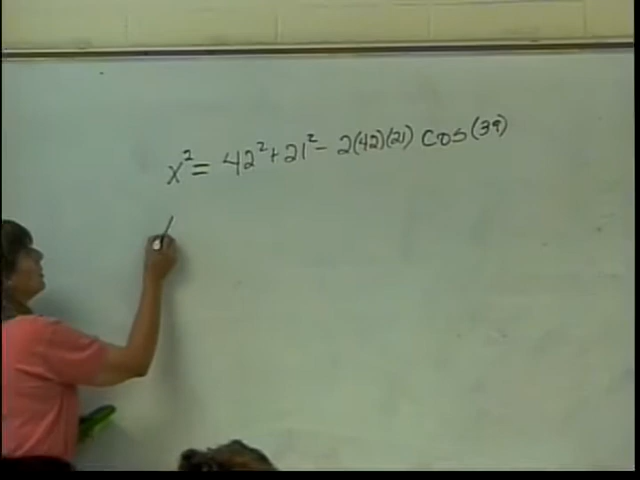 x² = 42² + 21² - 2(42)(21) cos(39)